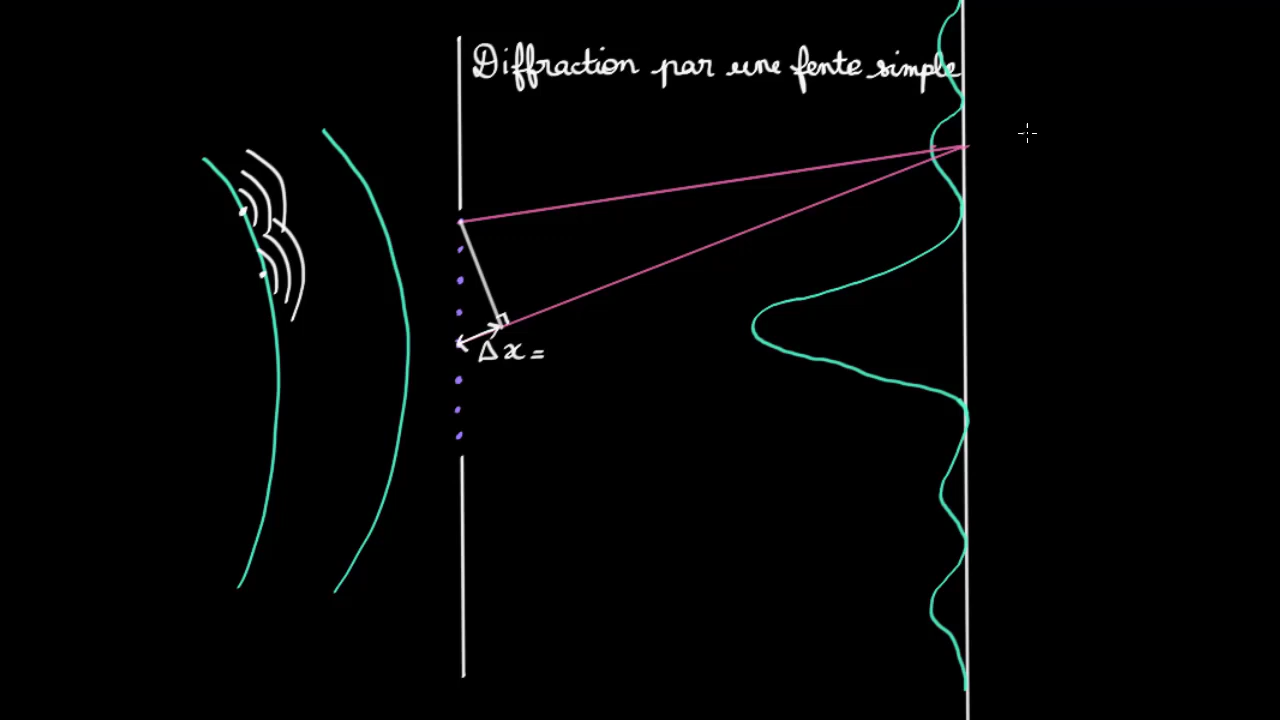 Diffraction par une fente simple
Δx =